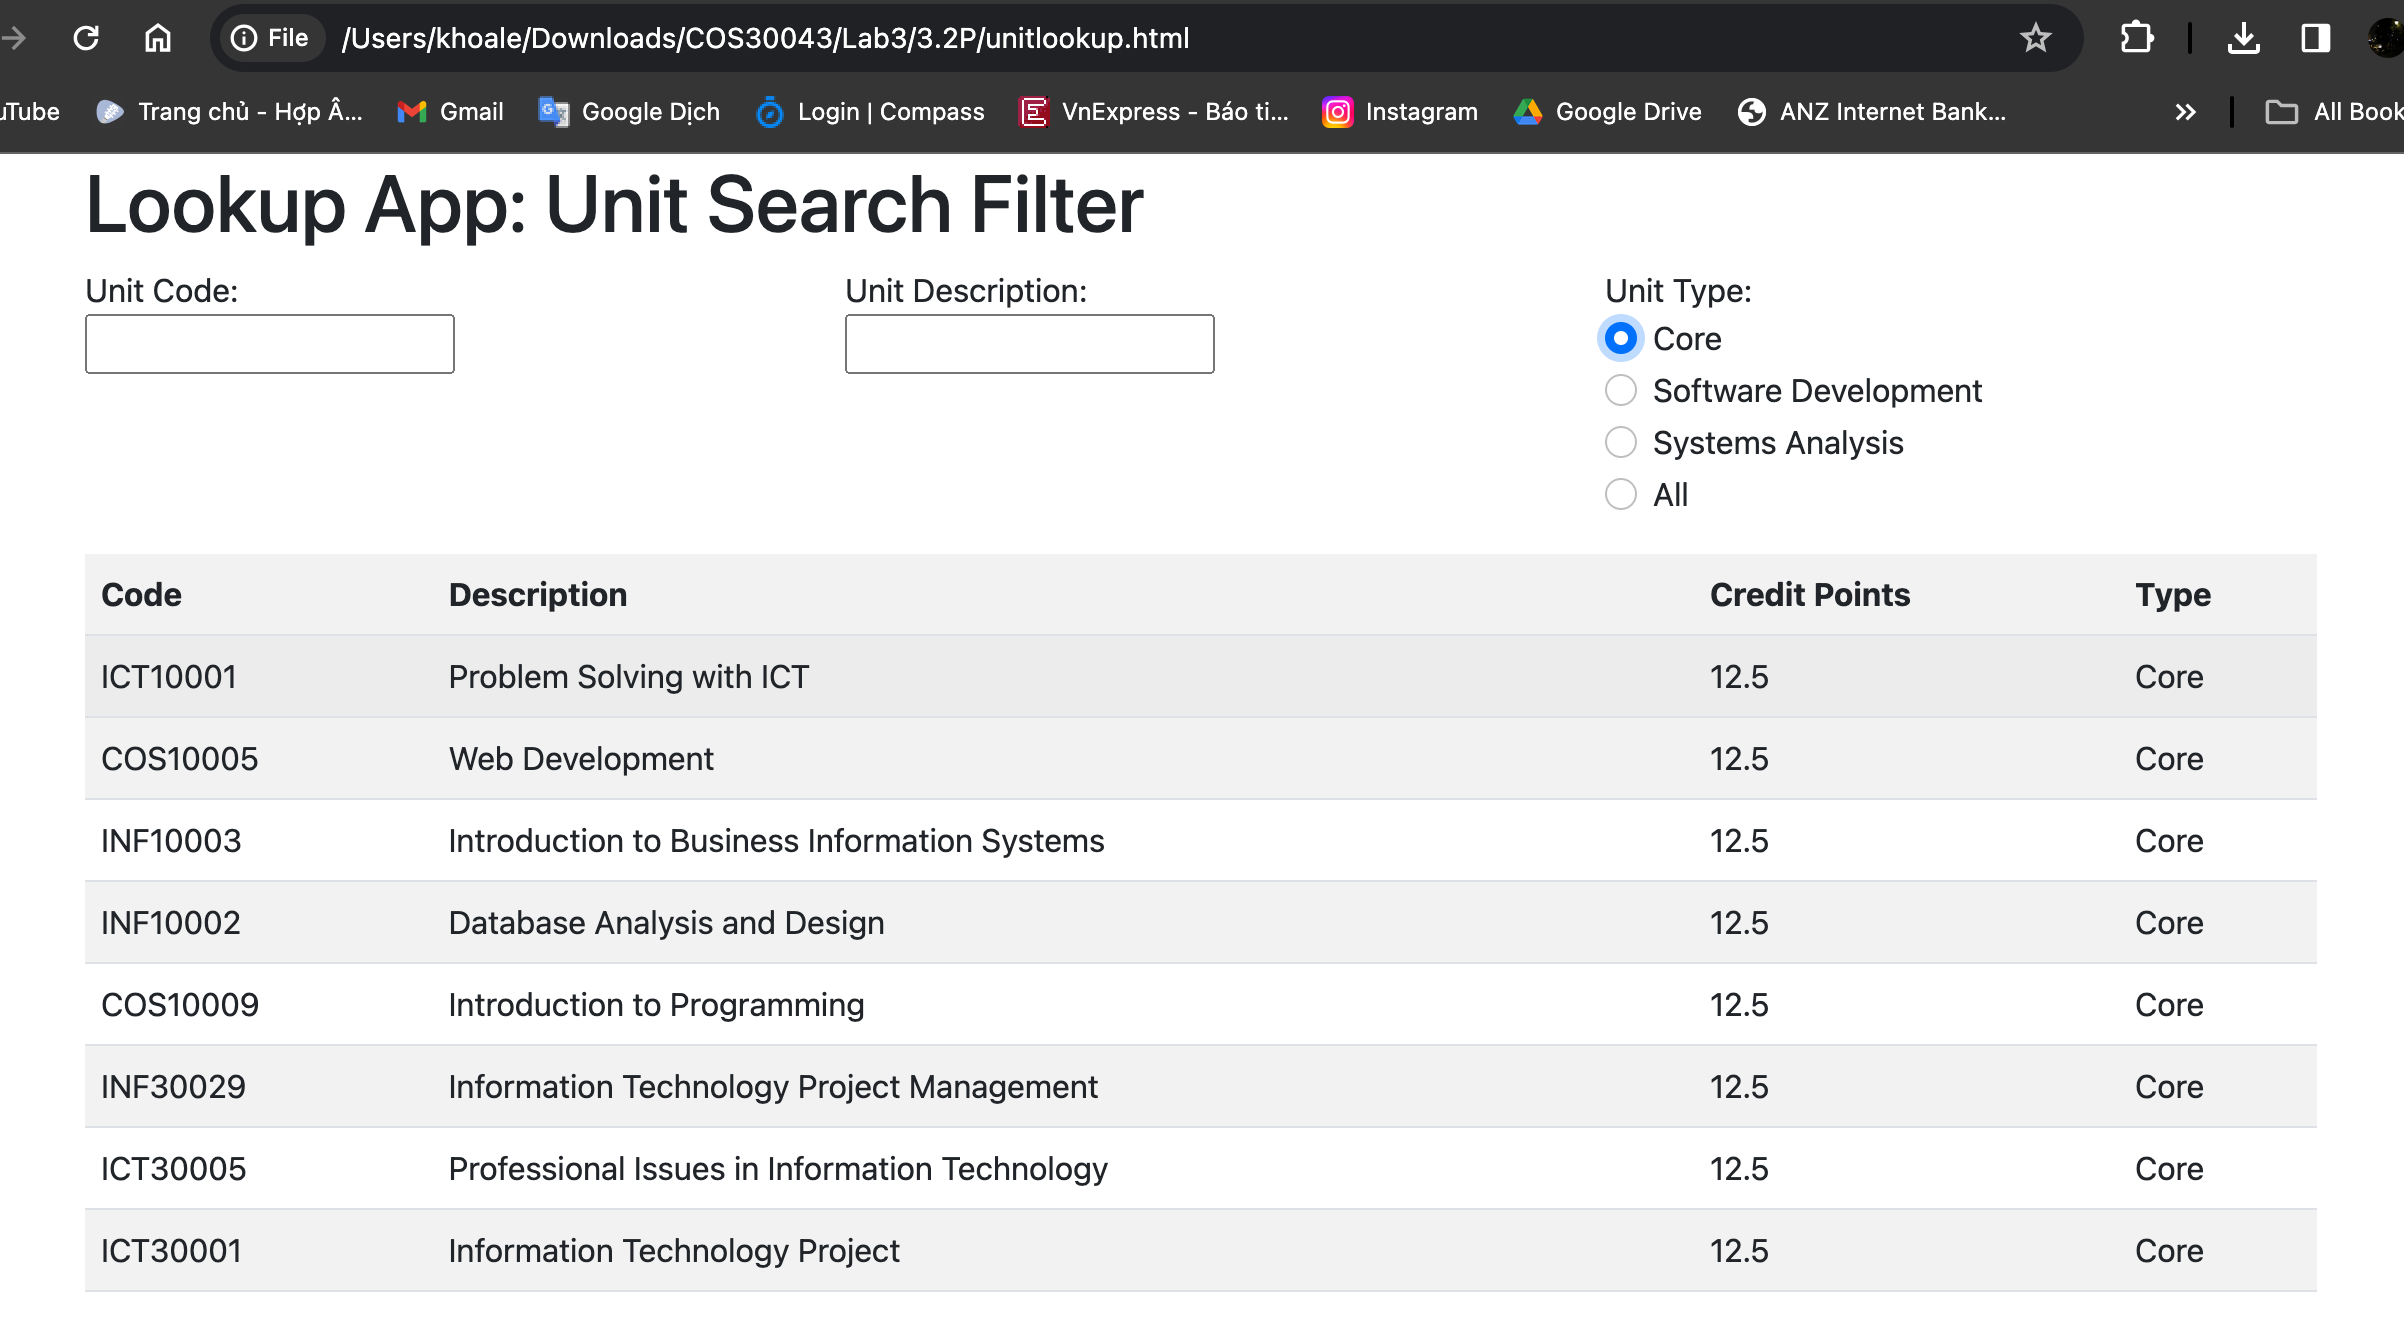 File /Users/khoale/Downloads/COS30043/Lab3/3.2P/unitlookup.html
uTube Trang chủ - Hợp Â... Gmail Google Dịch Login | Compass VnExpress - Báo ti... Instagram Google Drive ANZ Internet Bank... All Book
Lookup App: Unit Search Filter
Unit Code: Unit Description: Unit Type:
Core
Software Development
Systems Analysis
All
Code Description Credit Points Type
ICT10001 Problem Solving with ICT 12.5 Core
COS10005 Web Development 12.5 Core
INF10003 Introduction to Business Information Systems 12.5 Core
INF10002 Database Analysis and Design 12.5 Core
COS10009 Introduction to Programming 12.5 Core
INF30029 Information Technology Project Management 12.5 Core
ICT30005 Professional Issues in Information Technology 12.5 Core
ICT30001 Information Technology Project 12.5 Core